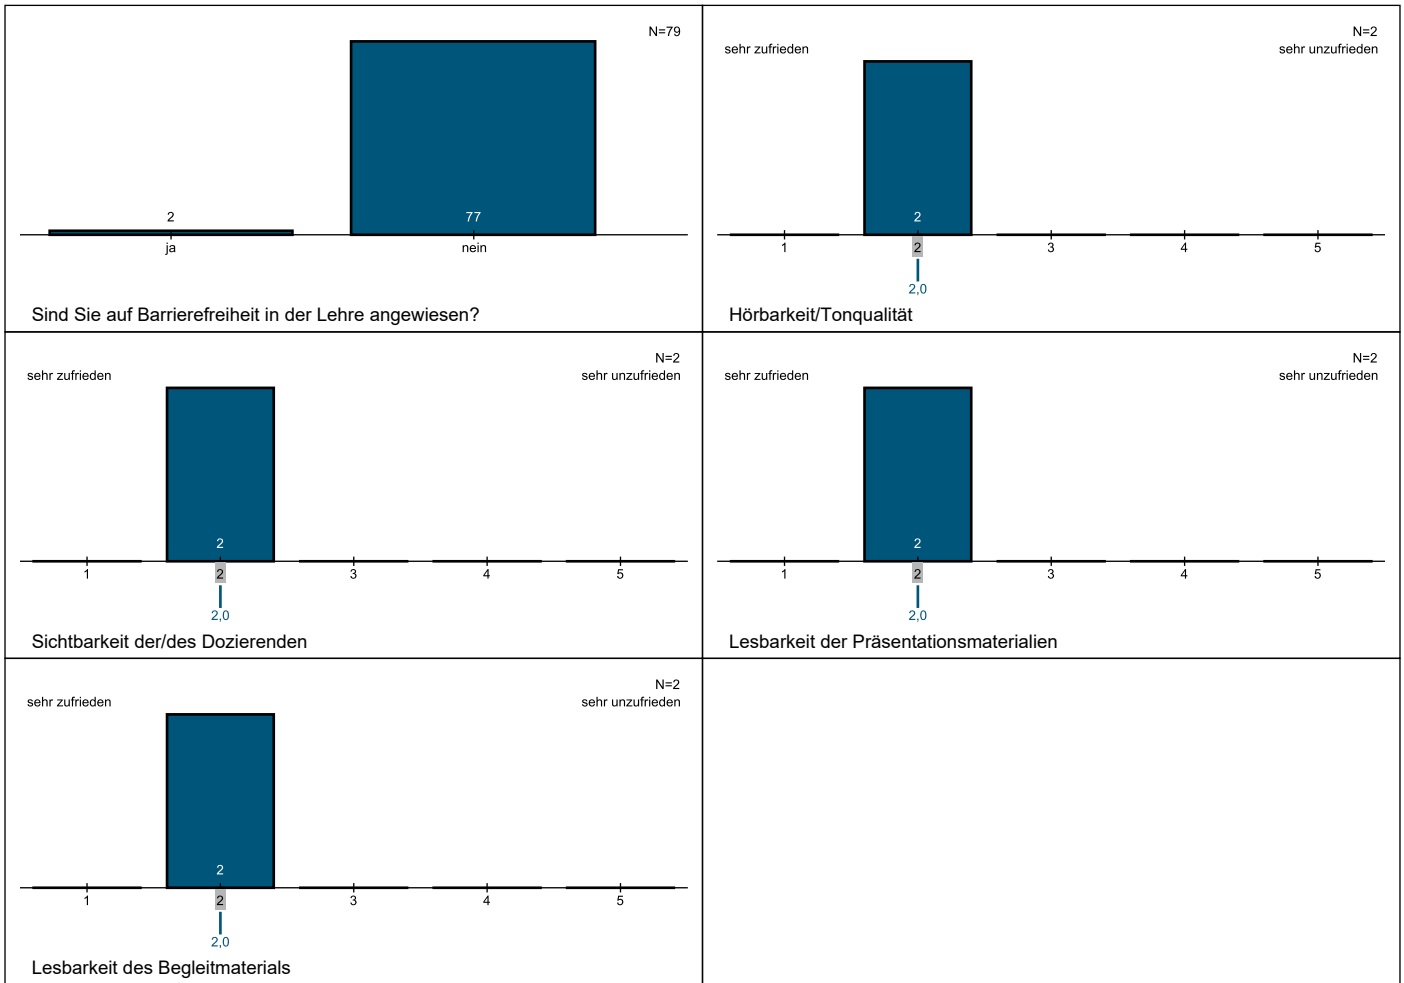 N=79
2
77
ja
nein
Sind Sie auf Barrierefreiheit in der Lehre angewiesen?
N=2
sehr zufrieden
sehr unzufrieden
2
1
2
3
4
5
2,0
Hörbarkeit/Tonqualität
N=2
sehr zufrieden
sehr unzufrieden
2
1
2
3
4
5
2,0
Sichtbarkeit der/des Dozierenden
N=2
sehr zufrieden
sehr unzufrieden
2
1
2
3
4
5
2,0
Lesbarkeit der Präsentationsmaterialien
N=2
sehr zufrieden
sehr unzufrieden
2
1
2
3
4
5
2,0
Lesbarkeit des Begleitmaterials